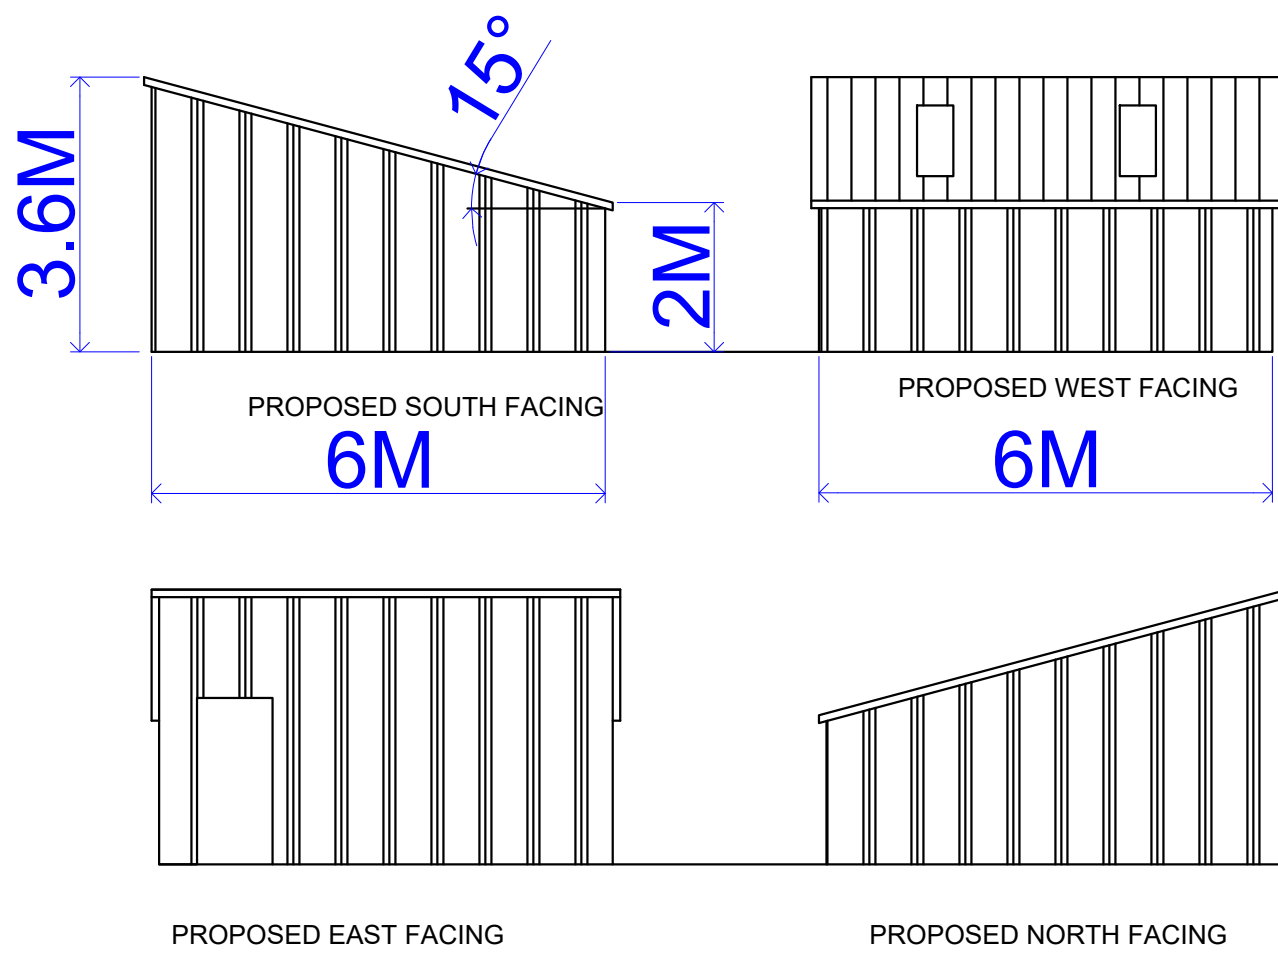 15°
3.6M
2M
PROPOSED SOUTH FACING
6M
PROPOSED WEST FACING
6M
PROPOSED EAST FACING
PROPOSED NORTH FACING